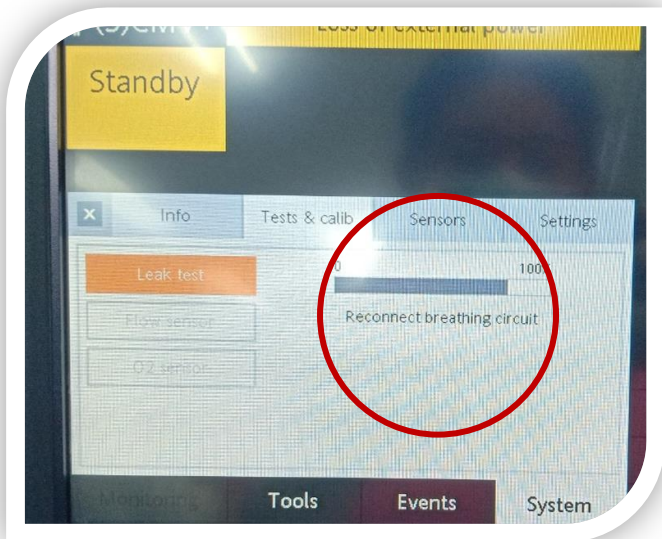 (S)CMV+
Loss of external power
Standby
X Info Tests & calib Sensors Settings
0 100%
Leak test
Reconnect breathing circuit
Flow sensor
O2 sensor
Monitoring Tools Events System